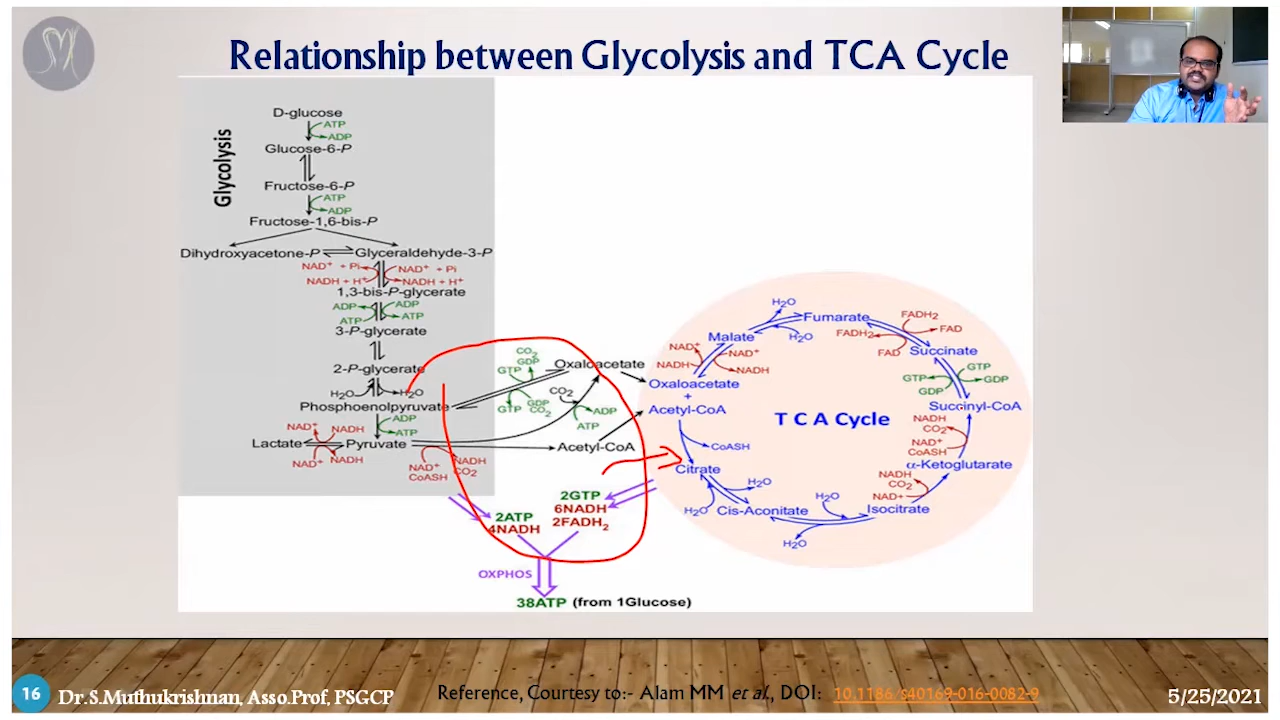 SM
Relationship between Glycolysis and TCA Cycle
Glycolysis
D-glucose
ATP
ADP
Glucose-6-P
Fructose-6-P
ATP
ADP
Fructose-1,6-bis-P
Dihydroxyacetone-P
Glyceraldehyde-3-P
NAD+ + Pi
NAD+ + Pi
NADH + H+
NADH + H+
1,3-bis-P-glycerate
ADP
ADP
ATP
ATP
3-P-glycerate
2-P-glycerate
H2O
H2O
Phosphoenolpyruvate
ADP
ATP
NAD+
NADH
Lactate
Pyruvate
NAD+
NADH
NAD+
CoASH
NADH
CO2
CO2
GDP
GTP
GTP
GDP
CO2
Oxaloacetate
CO2
ADP
ATP
Acetyl-CoA
2ATP
4NADH
2GTP
6NADH
2FADH2
OXPHOS
38ATP (from 1Glucose)
T C A Cycle
Oxaloacetate
+
Acetyl-CoA
CoASH
Citrate
H2O
H2O
Cis-Aconitate
H2O
H2O
Isocitrate
NAD+
CO2
NADH
α-Ketoglutarate
CoASH
NAD+
CO2
NADH
Succinyl-CoA
GTP
GDP
GTP
GDP
Succinate
FADH2
FAD
FADH2
FAD
Fumarate
H2O
H2O
Malate
NAD+
NADH
NAD+
NADH
16
Dr.S.Muthukrishnan, Asso.Prof, PSGCP
Reference, Courtesy to:- Alam MM et al., DOI: 10.1186/s40169-016-0082-9
5/25/2021